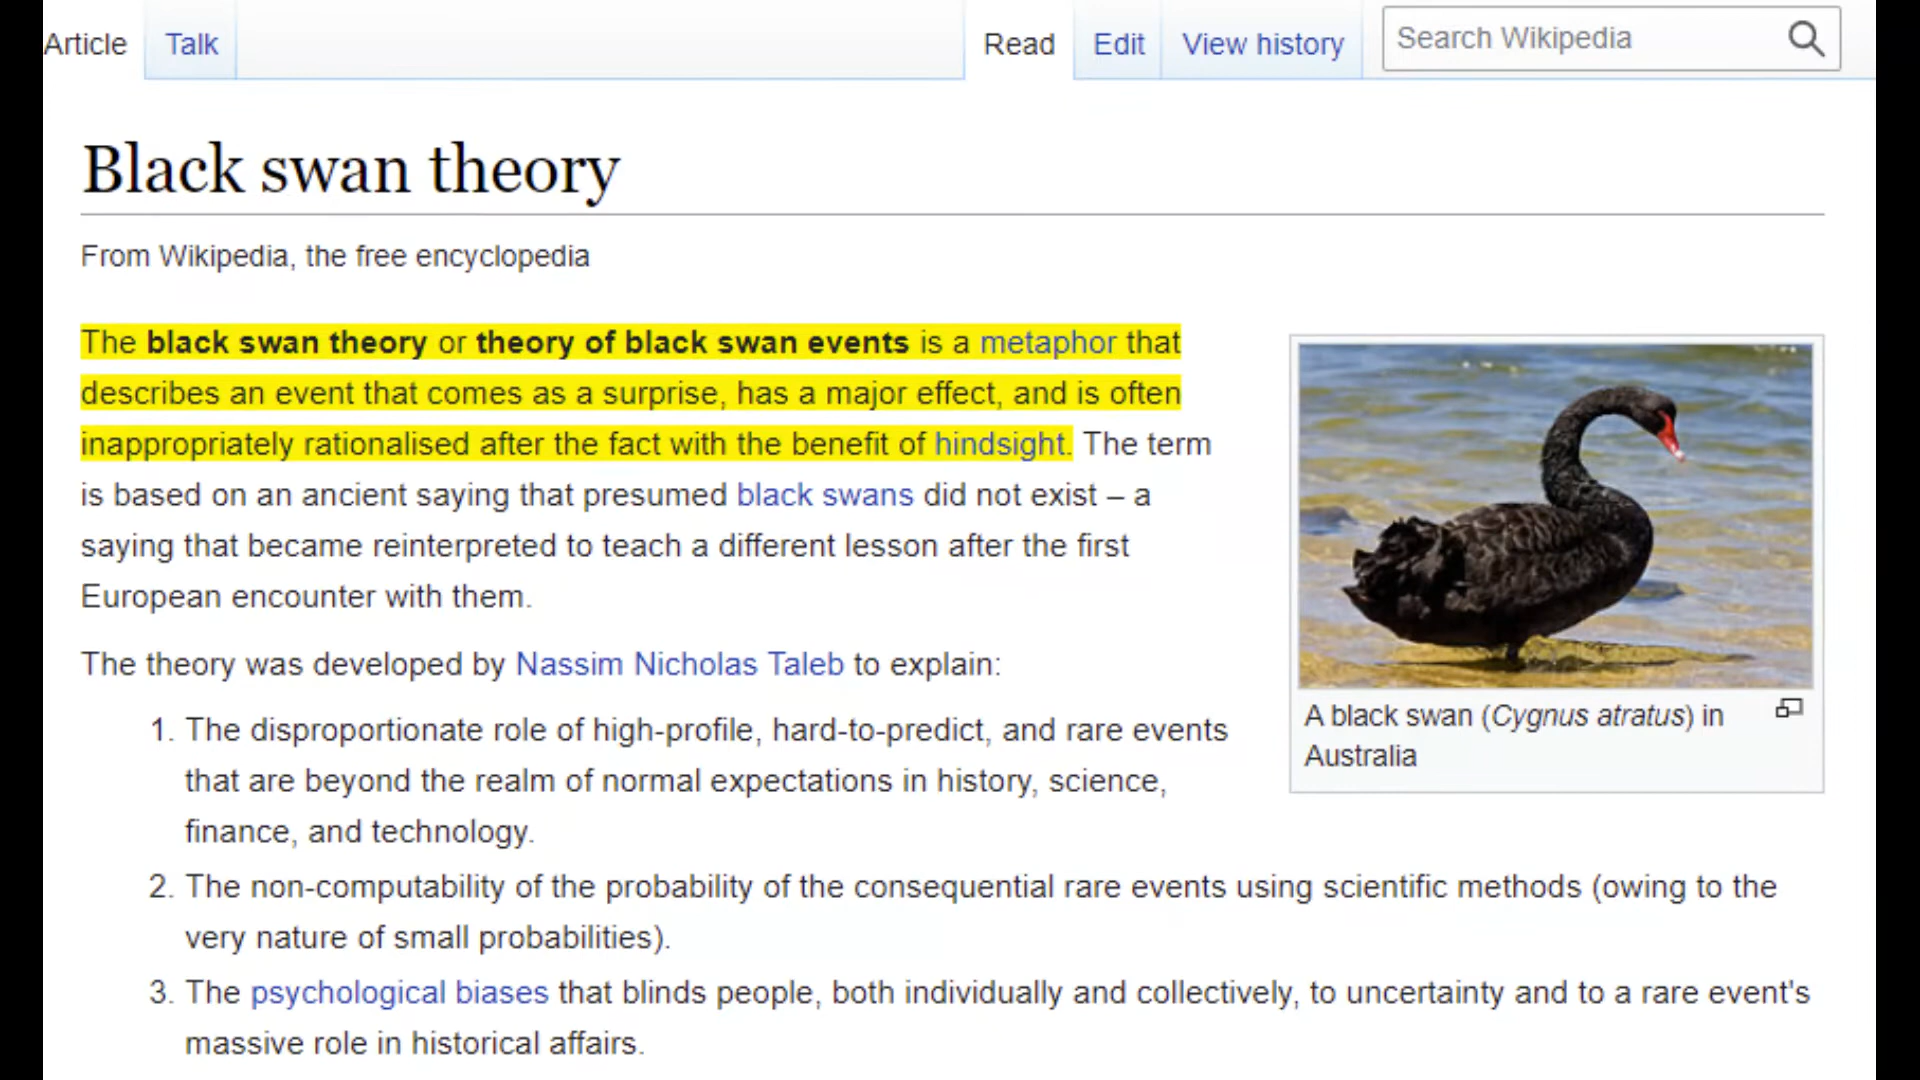 Article
Talk
Read
Edit
View history
Search Wikipedia
Black swan theory
From Wikipedia, the free encyclopedia
The black swan theory or theory of black swan events is a metaphor that
describes an event that comes as a surprise, has a major effect, and is often
inappropriately rationalised after the fact with the benefit of hindsight. The term
is based on an ancient saying that presumed black swans did not exist – a
saying that became reinterpreted to teach a different lesson after the first
European encounter with them.
A black swan (Cygnus atratus) in
Australia
The theory was developed by Nassim Nicholas Taleb to explain:
1. The disproportionate role of high-profile, hard-to-predict, and rare events
that are beyond the realm of normal expectations in history, science,
finance, and technology.
2. The non-computability of the probability of the consequential rare events using scientific methods (owing to the
very nature of small probabilities).
3. The psychological biases that blinds people, both individually and collectively, to uncertainty and to a rare event's
massive role in historical affairs.